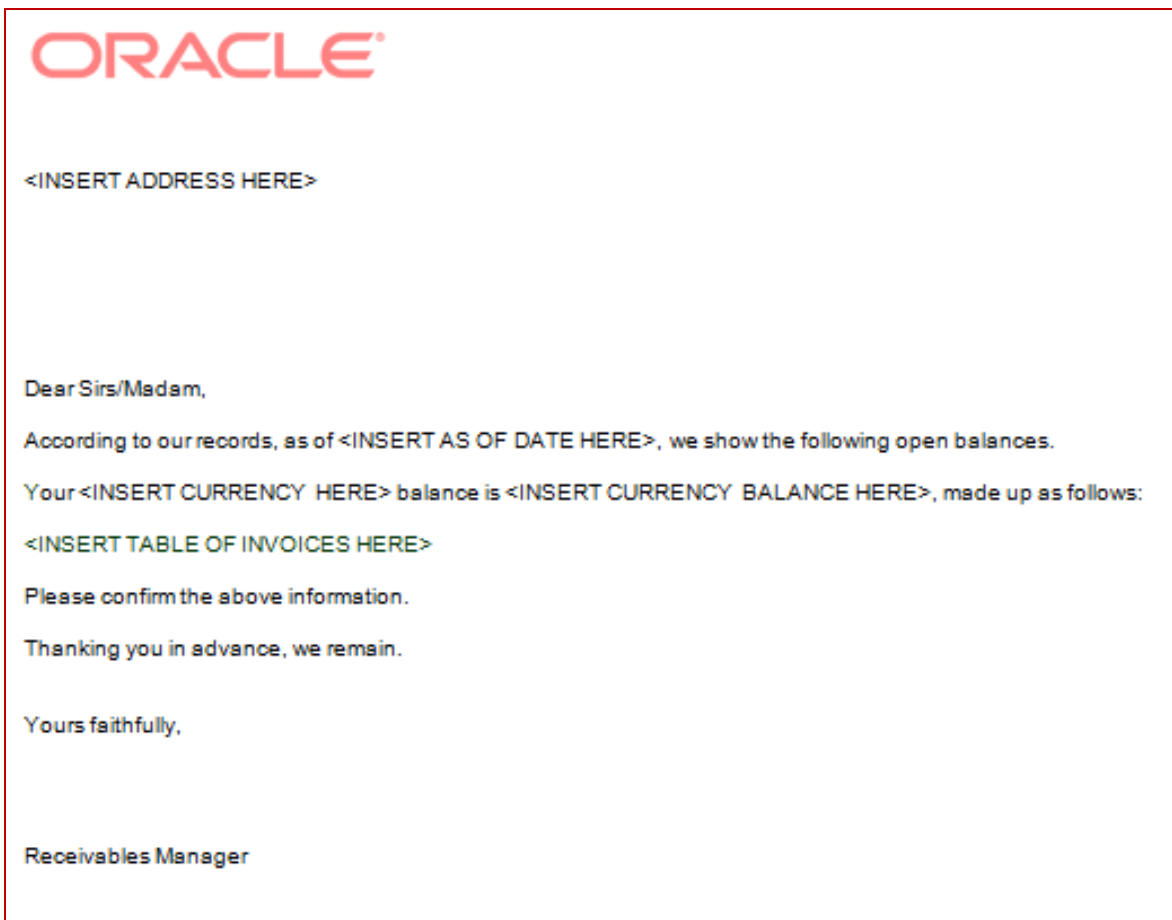 ORACLE
<INSERT ADDRESS HERE>
Dear Sirs/Madam,
According to our records, as of <INSERT AS OF DATE HERE>, we show the following open balances.
Your <INSERT CURRENCY HERE> balance is <INSERT CURRENCY BALANCE HERE>, made up as follows:
<INSERT TABLE OF INVOICES HERE>
Please confirm the above information.
Thanking you in advance, we remain.
Yours faithfully,
Receivables Manager